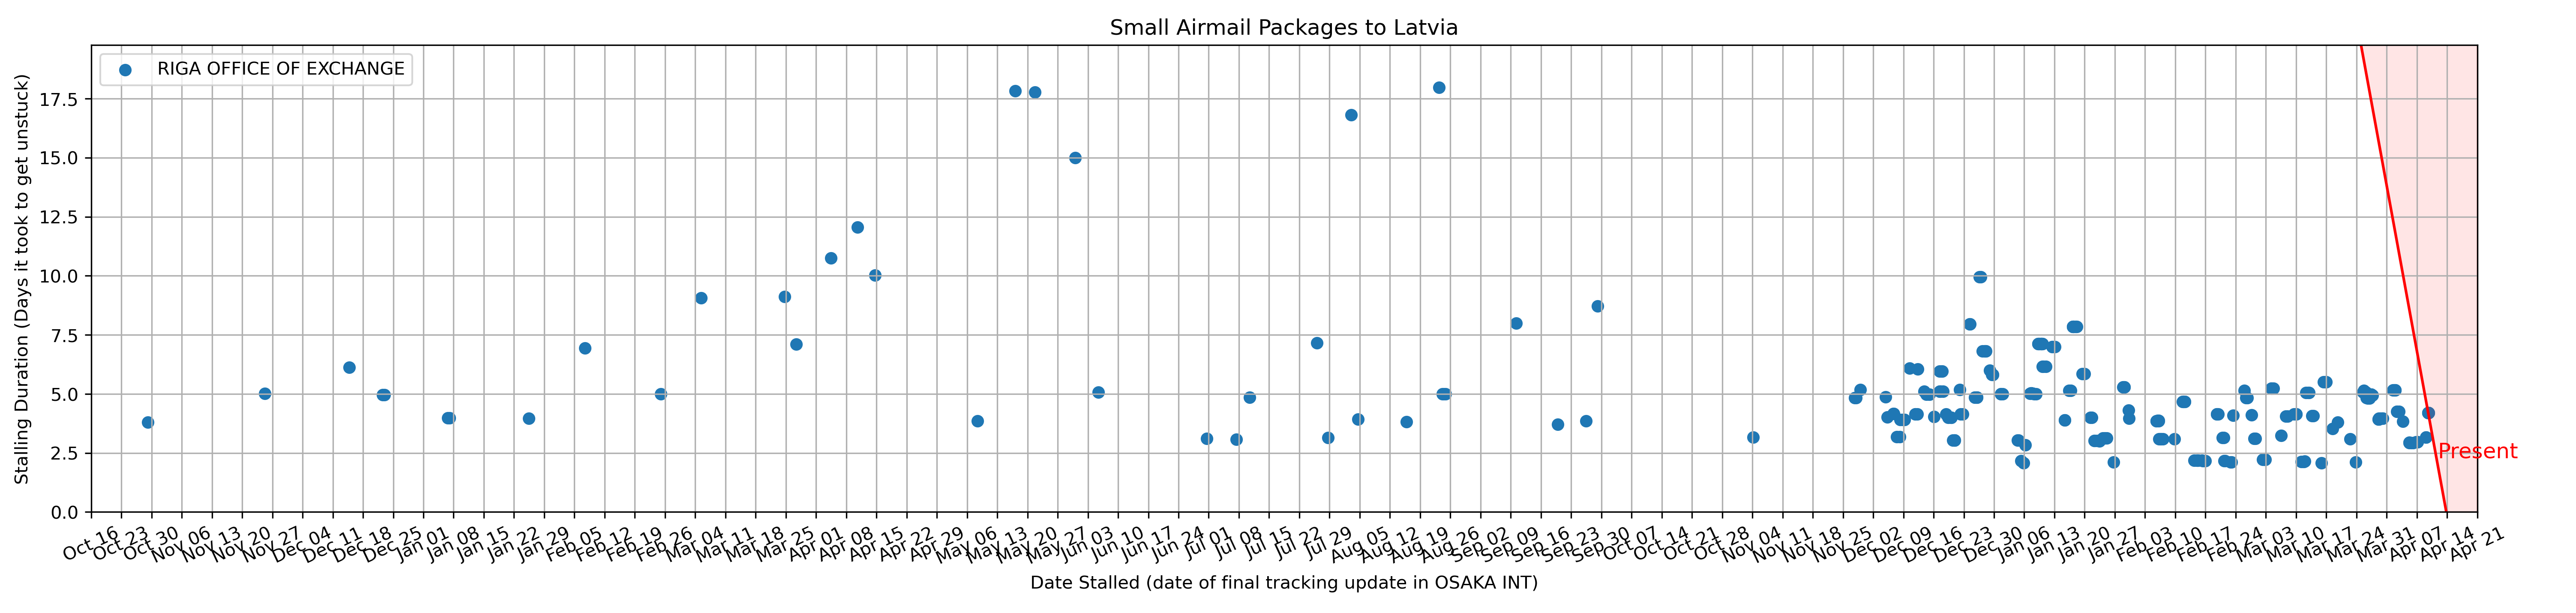 Small Airmail Packages to Latvia
RIGA OFFICE OF EXCHANGE
Stalling Duration (Days it took to get unstuck)
17.5
15.0
12.5
10.0
7.5
5.0
2.5
0.0
Present
Oct 16
Oct 23
Oct 30
Nov 06
Nov 13
Nov 20
Nov 27
Dec 04
Dec 11
Dec 18
Dec 25
Jan 01
Jan 08
Jan 15
Jan 22
Jan 29
Feb 05
Feb 12
Feb 19
Feb 26
Mar 04
Mar 11
Mar 18
Mar 25
Apr 01
Apr 08
Apr 15
Apr 22
Apr 29
May 06
May 13
May 20
May 27
Jun 03
Jun 10
Jun 17
Jun 24
Jul 01
Jul 08
Jul 15
Jul 22
Jul 29
Aug 05
Aug 12
Aug 19
Aug 26
Sep 02
Sep 09
Sep 16
Sep 23
Sep 30
Oct 07
Oct 14
Oct 21
Oct 28
Nov 04
Nov 11
Nov 18
Nov 25
Dec 02
Dec 09
Dec 16
Dec 23
Dec 30
Jan 06
Jan 13
Jan 20
Jan 27
Feb 03
Feb 10
Feb 17
Feb 24
Mar 03
Mar 10
Mar 17
Mar 24
Mar 31
Apr 07
Apr 14
Apr 21
Date Stalled (date of final tracking update in OSAKA INT)